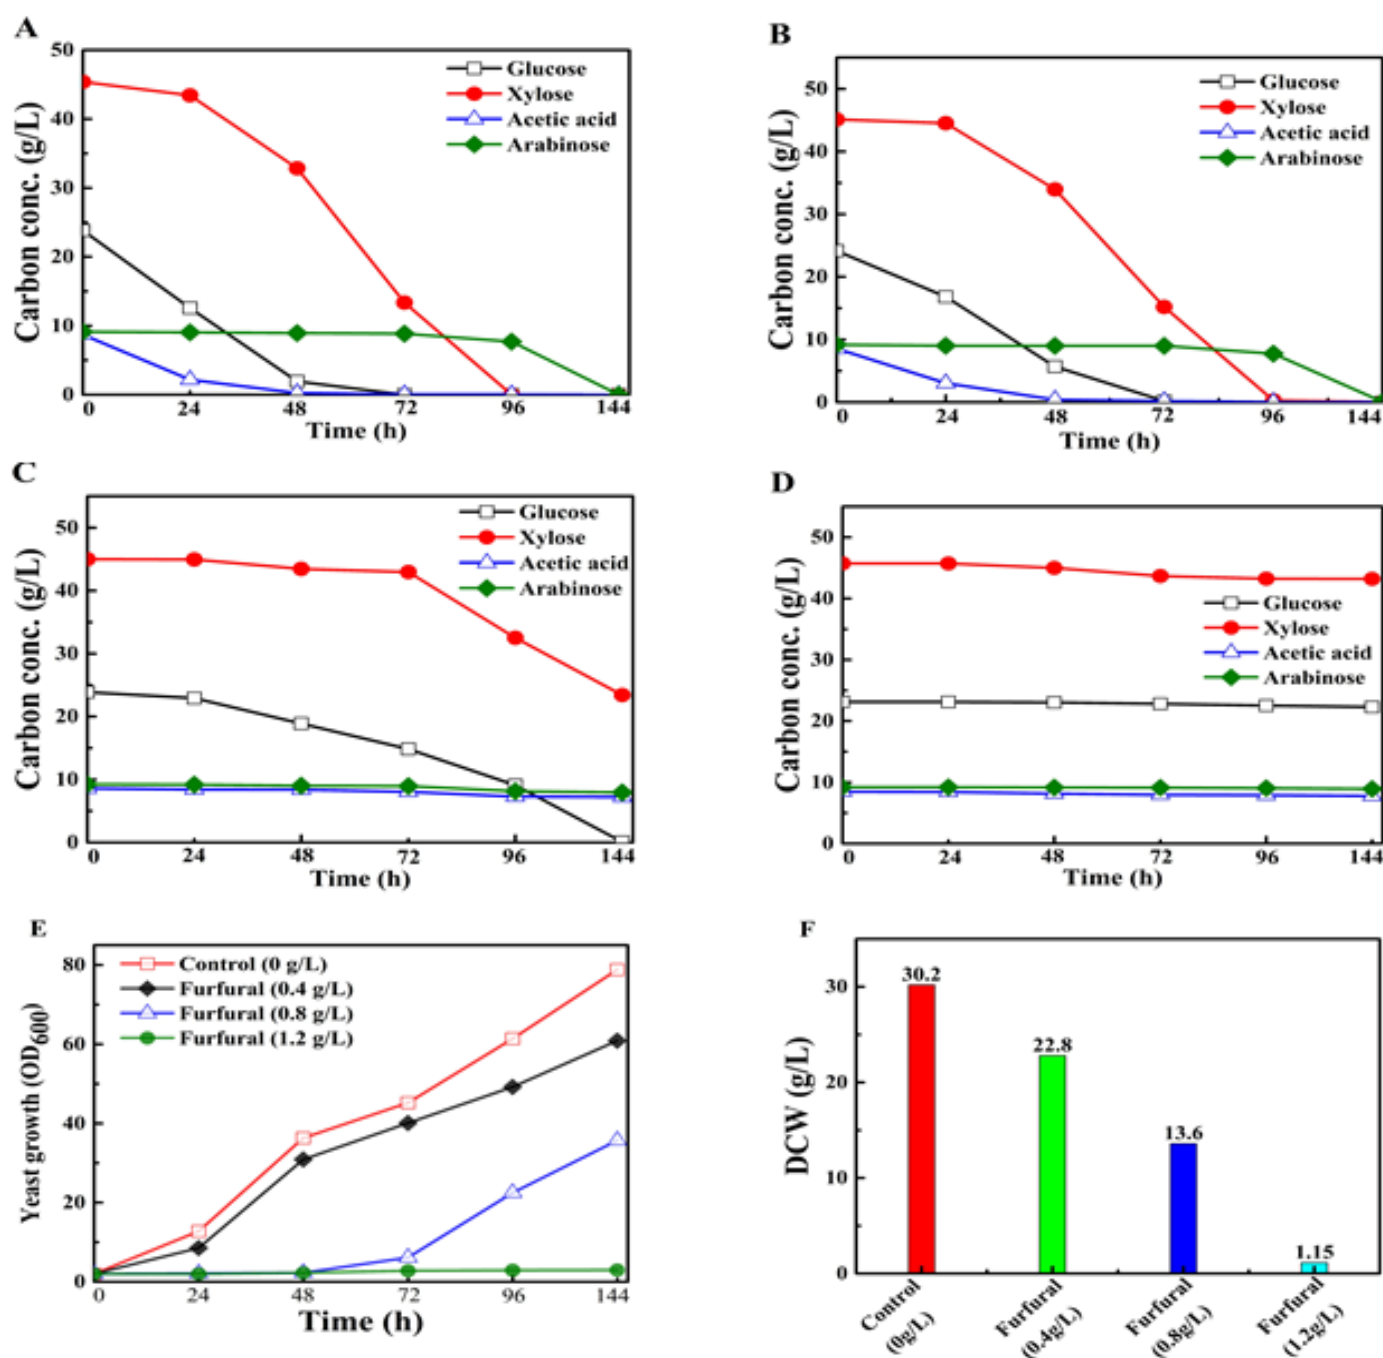 A
50
40
30
20
10
0
Carbon conc. (g/L)
Glucose
Xylose
Acetic acid
Arabinose
0 24 48 72 96 144
Time (h)
B
50
40
30
20
10
0
Carbon conc. (g/L)
Glucose
Xylose
Acetic acid
Arabinose
0 24 48 72 96 144
Time (h)
C
50
40
30
20
10
0
Carbon conc. (g/L)
Glucose
Xylose
Acetic acid
Arabinose
0 24 48 72 96 144
Time (h)
D
50
40
30
20
10
0
Carbon conc. (g/L)
Glucose
Xylose
Acetic acid
Arabinose
0 24 48 72 96 144
Time (h)
E
80
60
40
20
0
Yeast growth (OD600)
Control (0 g/L)
Furfural (0.4 g/L)
Furfural (0.8 g/L)
Furfural (1.2 g/L)
0 24 48 72 96 144
Time (h)
F
30
20
10
0
DCW (g/L)
30.2
22.8
13.6
1.15
Control
(0g/L)
Furfural
(0.4g/L)
Furfural
(0.8g/L)
Furfural
(1.2g/L)